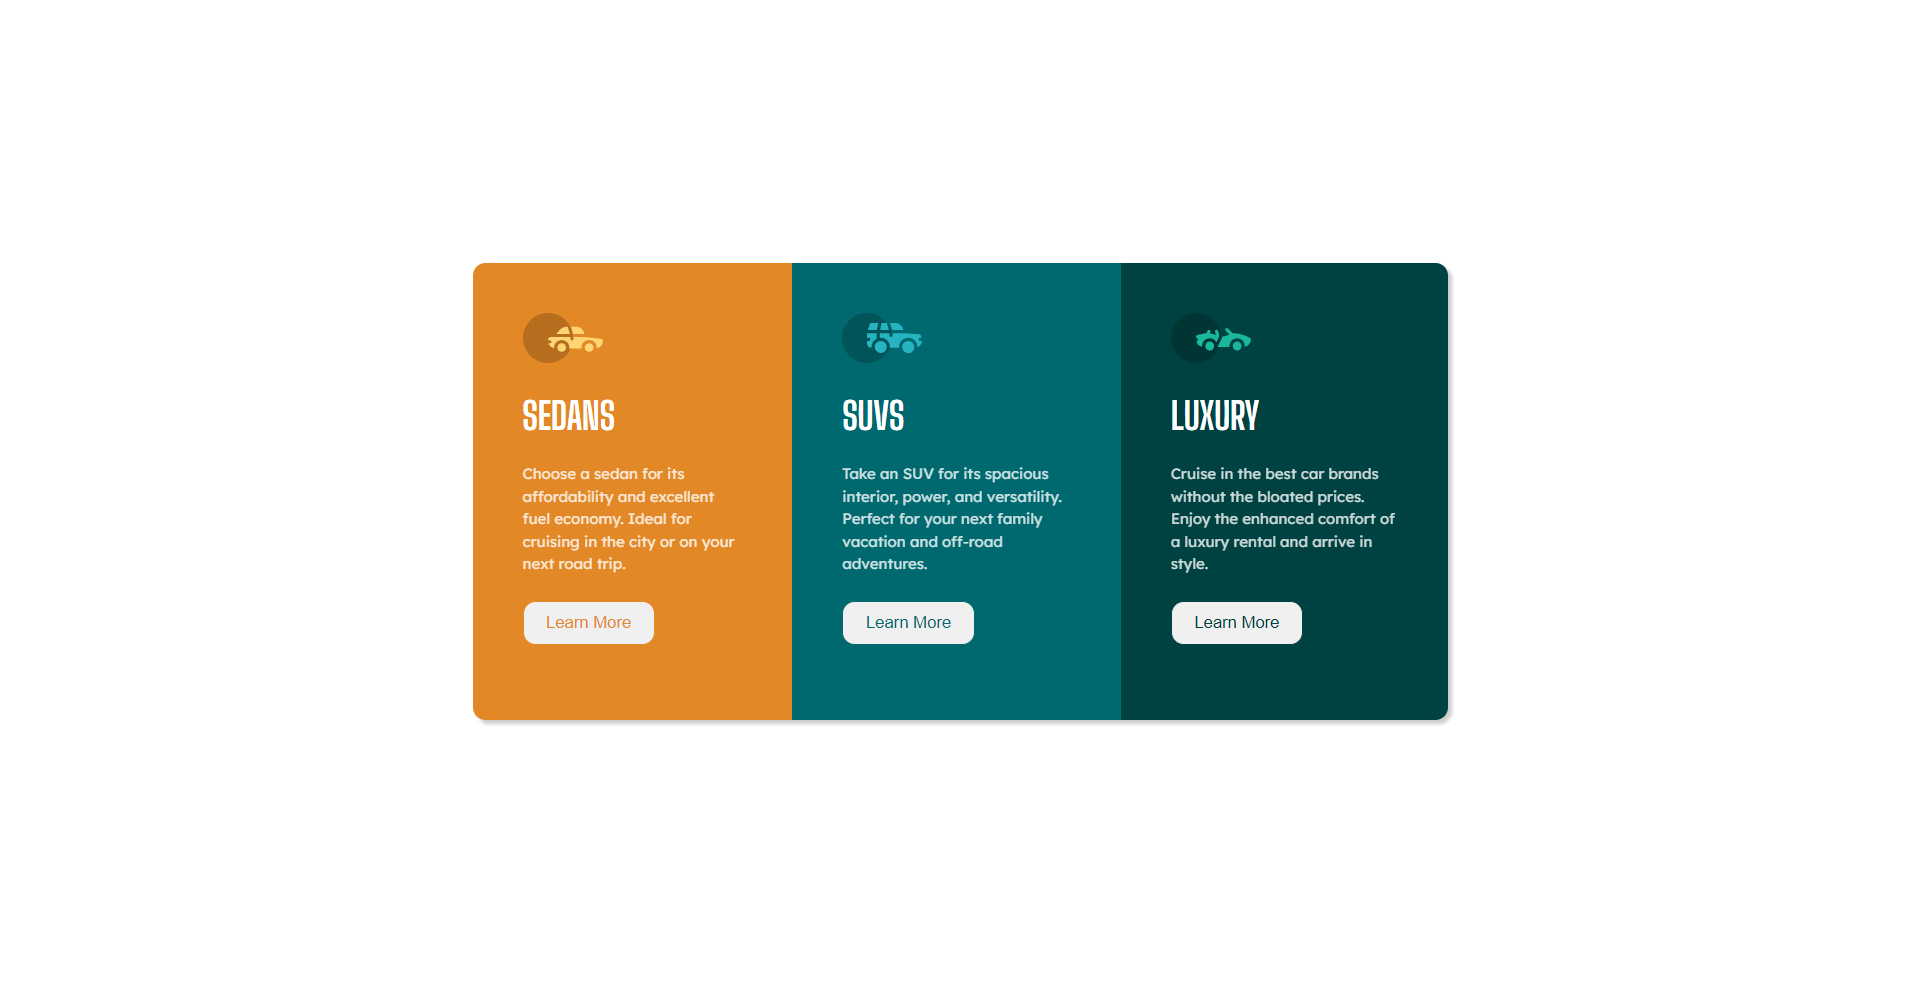 SEDANS
Choose a sedan for its
affordability and excellent
fuel economy. Ideal for
cruising in the city or on your
next road trip.
Learn More
SUVS
Take an SUV for its spacious
interior, power, and versatility.
Perfect for your next family
vacation and off-road
adventures.
Learn More
LUXURY
Cruise in the best car brands
without the bloated prices.
Enjoy the enhanced comfort of
a luxury rental and arrive in
style.
Learn More